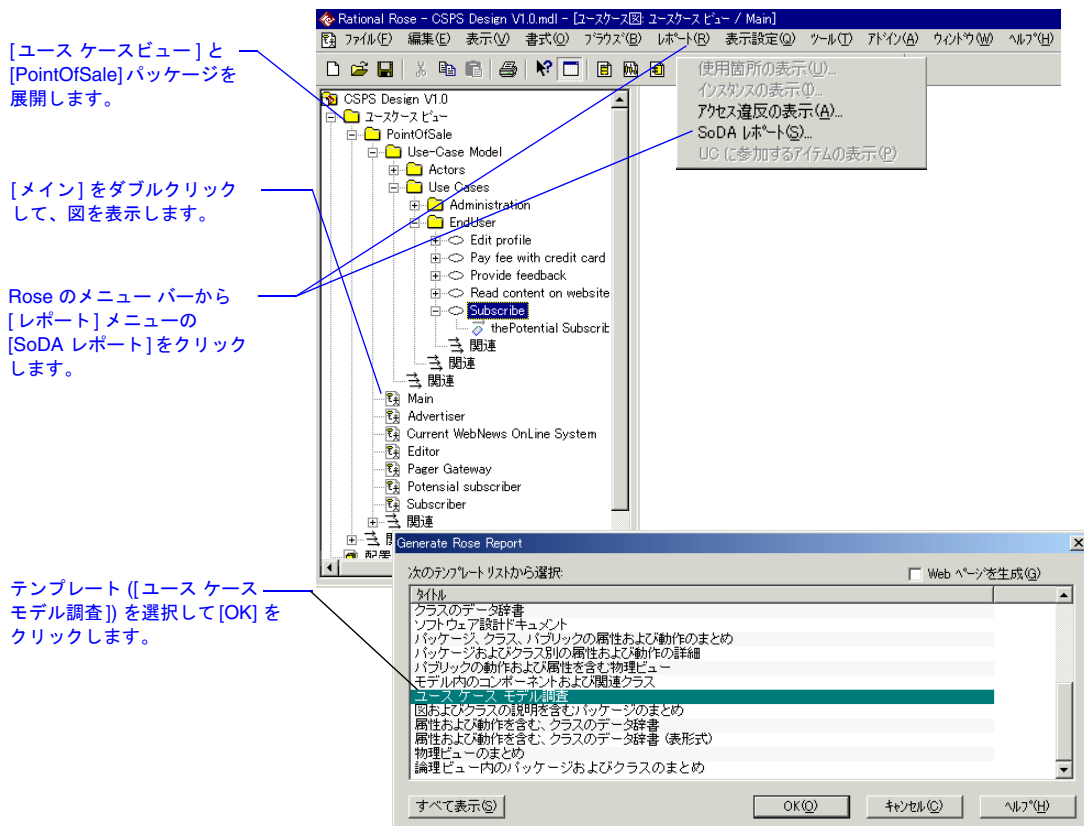 Rational Rose - CSPS Design V1.0.mdl - [ユースケース図: ユースケース ビュー / Main]
ファイル(F) 編集(E) 表示(V) 書式(O) ブラウズ(B) レポート(R) 表示設定(Q) ツール(T) アドイン(A) ウィンドウ(W) ヘルプ(H)
[ユース ケースビュー] と
[PointOfSale]パッケージを
展開します。
使用箇所の表示(U)...
インスタンスの表示(I)...
アクセス違反の表示(A)...
SoDA レポート(S)...
UC に参加するアイテムの表示(P)
CSPS Design V1.0
ユースケース ビュー
PointOfSale
Use-Case Model
Actors
Use Cases
Administration
EndUser
Edit profile
Pay fee with credit card
Provide feedback
Read content on website
Subscribe
thePotential Subscrib
関連
関連
関連
Main
Advertiser
Current WebNews OnLine System
Editor
Pager Gateway
Potensial subscriber
Subscriber
関連
[メイン] をダブルクリック
して、図を表示します。
Rose のメニュー バーから
[レポート] メニューの
[SoDA レポート]をクリック
します。
テンプレート ([ユース ケース
モデル調査]) を選択して[OK] を
クリックします。
Generate Rose Report
次のテンプレート リストから選択:
Web ページを生成(G)
タイトル
クラスのデータ辞書
ソフトウェア設計ドキュメント
パッケージ、クラス、パブリックの属性および動作のまとめ
パッケージおよびクラス別の属性および動作の詳細
パブリックの動作および属性を含む物理ビュー
モデル内のコンポーネントおよび関連クラス
ユース ケース モデル調査
図およびクラスの説明を含むパッケージのまとめ
属性および動作を含む、クラスのデータ辞書
属性および動作を含む、クラスのデータ辞書 (表形式)
物理ビューのまとめ
論理ビュー内のパッケージおよびクラスのまとめ
すべて表示(S) OK(O) キャンセル(C) ヘルプ(H)